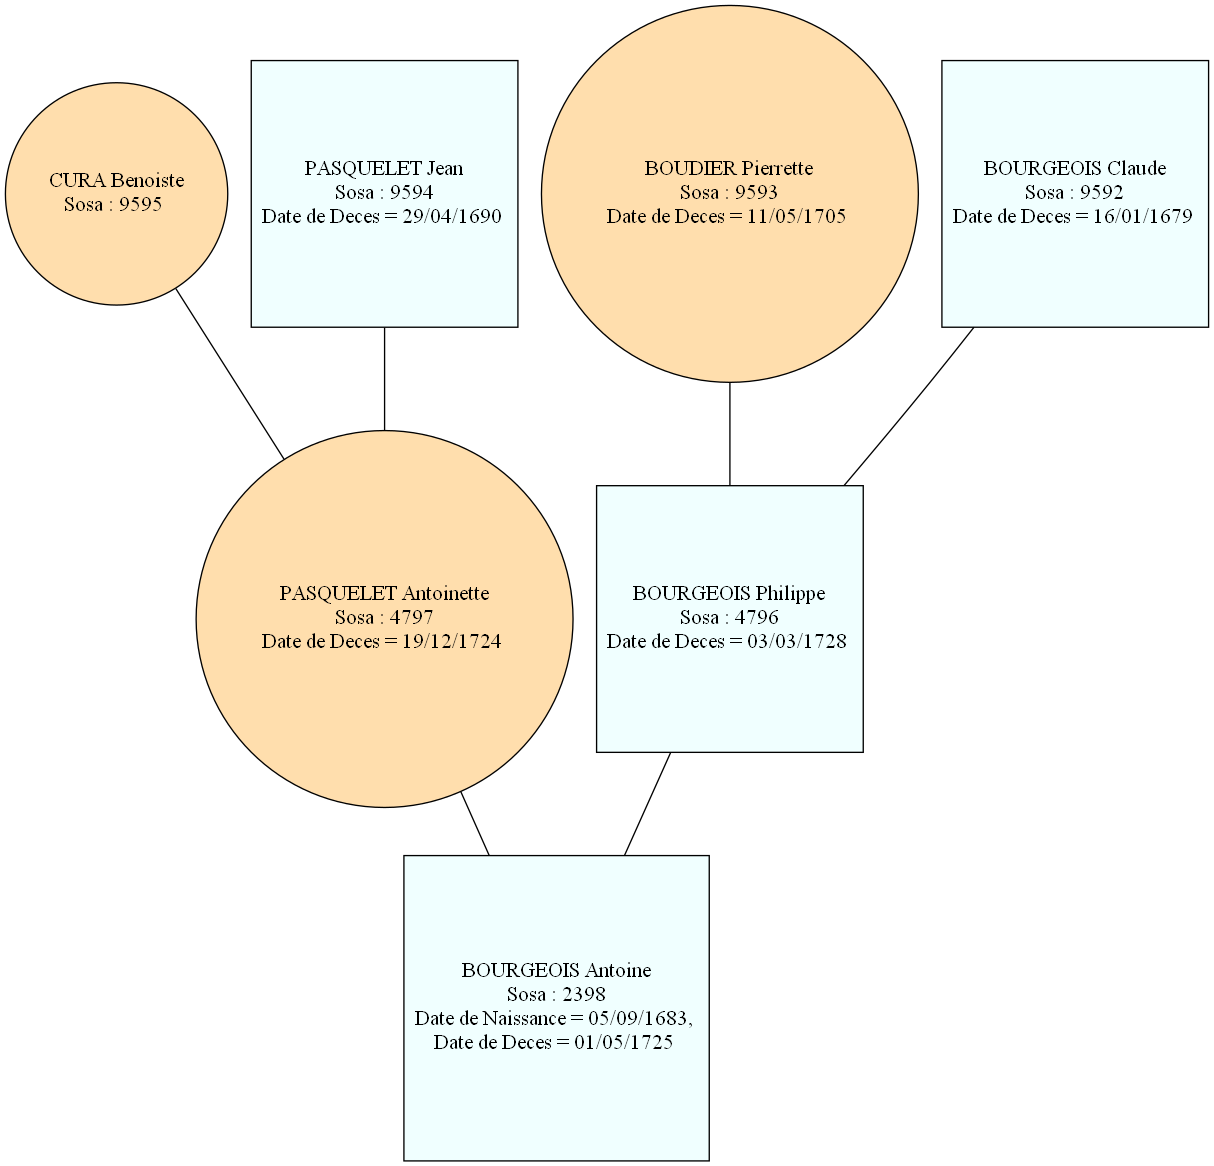 CURA Benoiste
Sosa : 9595
PASQUELET Jean
Sosa : 9594
Date de Deces = 29/04/1690
BOUDIER Pierrette
Sosa : 9593
Date de Deces = 11/05/1705
BOURGEOIS Claude
Sosa : 9592
Date de Deces = 16/01/1679
PASQUELET Antoinette
Sosa : 4797
Date de Deces = 19/12/1724
BOURGEOIS Philippe
Sosa : 4796
Date de Deces = 03/03/1728
BOURGEOIS Antoine
Sosa : 2398
Date de Naissance = 05/09/1683,
Date de Deces = 01/05/1725